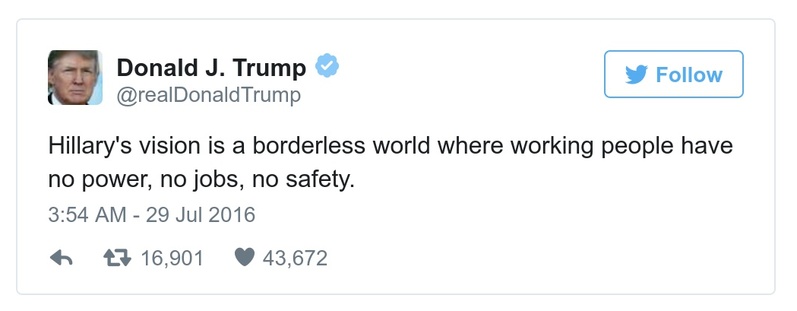 Donald J. Trump
Follow
@realDonaldTrump
Hillary's vision is a borderless world where working people have
no power, no jobs, no safety.
3:54 AM - 29 Jul 2016
16,901 43,672